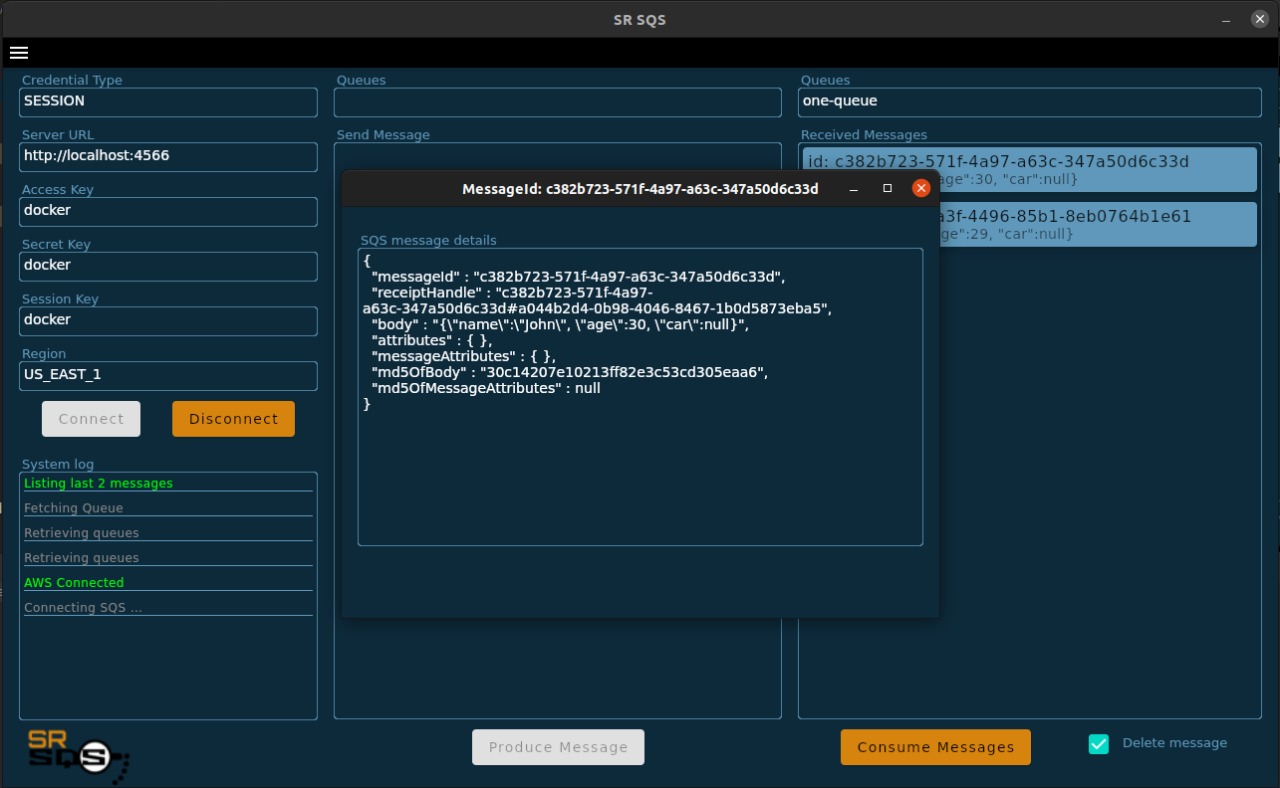 SR SQS
Credential Type
SESSION
Server URL
http://localhost:4566
Access Key
docker
Secret Key
docker
Session Key
docker
Region
US_EAST_1
Connect Disconnect
System log
Listing last 2 messages
Fetching Queue
Retrieving queues
Retrieving queues
AWS Connected
Connecting SQS ...
SR
SQS
Queues
Send Message
MessageId: c382b723-571f-4a97-a63c-347a50d6c33d
SQS message details
{
"messageId" : "c382b723-571f-4a97-a63c-347a50d6c33d",
"receiptHandle" : "c382b723-571f-4a97-
a63c-347a50d6c33d#a044b2d4-0b98-4046-8467-1b0d5873eba5",
"body" : "{\"name\":\"John\", \"age\":30, \"car\":null}",
"attributes" : { },
"messageAttributes" : { },
"md5OfBody" : "30c14207e10213ff82e3c53cd305eaa6",
"md5OfMessageAttributes" : null
}
Produce Message
Queues
one-queue
Received Messages
id: c382b723-571f-4a97-a63c-347a50d6c33d
age":30, "car":null}
a3f-4496-85b1-8eb0764b1e61
ge":29, "car":null}
Consume Messages
Delete message